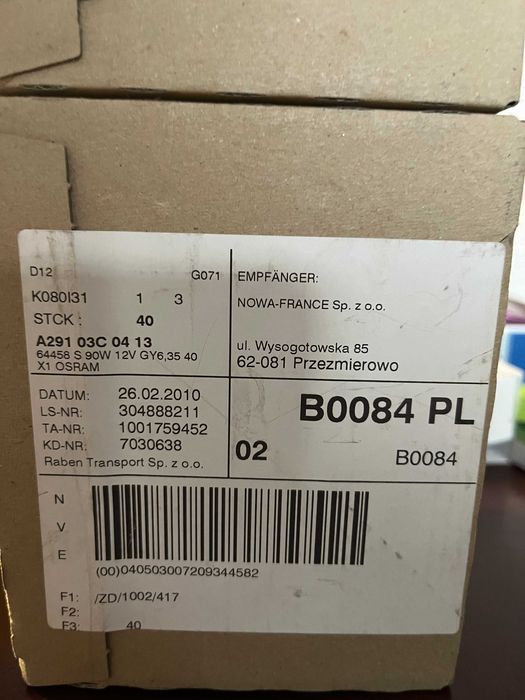 D12 G071
K080I31 1 3
STCK : 40
A291 03C 04 13
64458 S 90W 12V GY6,35 40
X1 OSRAM
EMPFÄNGER:
NOWA-FRANCE Sp. z o.o.
ul. Wysogotowska 85
62-081 Przezmierowo
DATUM: 26.02.2010
LS-NR: 304888211
TA-NR: 1001759452
KD-NR: 7030638
Raben Transport Sp. z o.o.
B0084 PL
02 B0084
N
V
E
(00)040503007209344582
F1: /ZD/1002/417
F2:
F3: 40